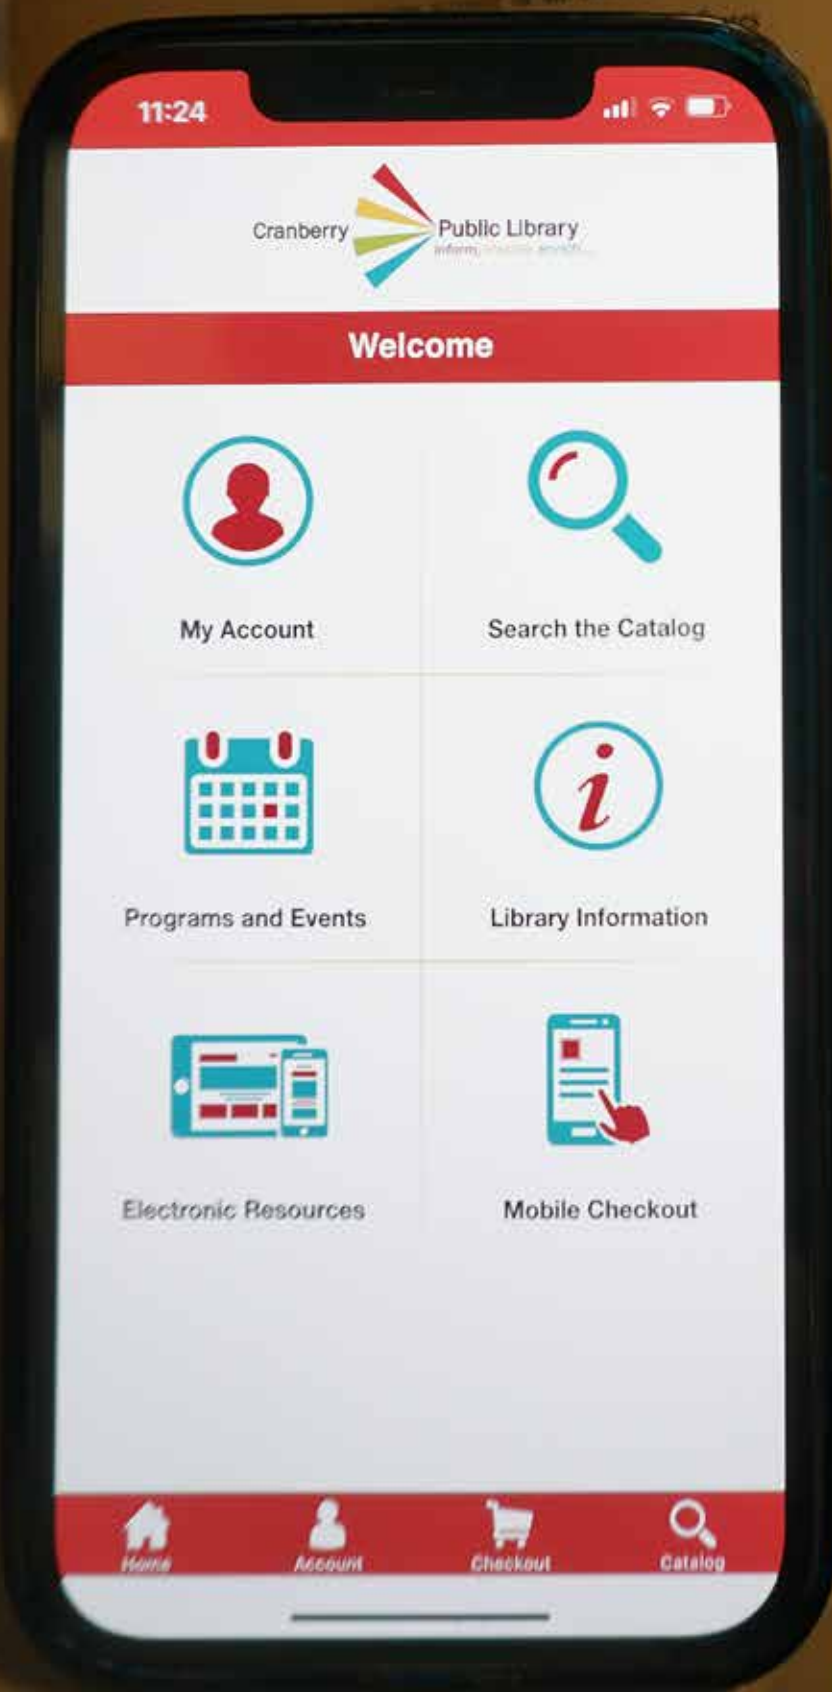 11:24
Cranberry Public Library
inform,
Welcome
My Account
Search the Catalog
Programs and Events
Library Information
Electronic Resources
Mobile Checkout
Home
Account
Checkout
Catalog